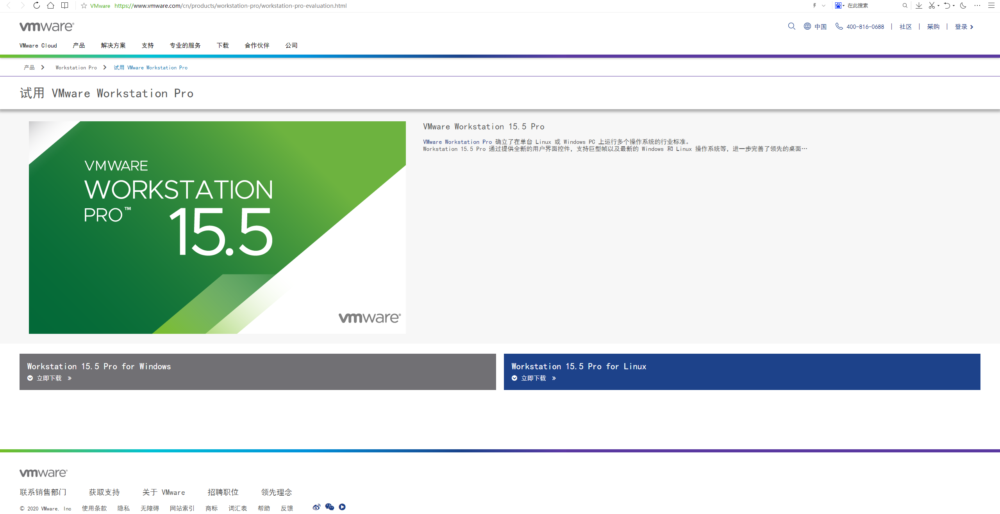 VMware https://www.vmware.com/cn/products/workstation-pro/workstation-pro-evaluation.html 在此搜索
vmware®
中国 400-816-0688 | 社区 | 采购 | 登录
VMware Cloud 产品 解决方案 支持 专业的服务 下载 合作伙伴 公司
产品 Workstation Pro 试用 VMware Workstation Pro
试用 VMware Workstation Pro
VMWARE
WORKSTATION
PRO™
15.5
vmware®
VMware Workstation 15.5 Pro
VMware Workstation Pro 确立了在单台 Linux 或 Windows PC 上运行多个操作系统的行业标准。
Workstation 15.5 Pro 通过提供全新的用户界面控件，支持巨型帧以及最新的 Windows 和 Linux 操作系统等，进一步完善了领先的桌面…
Workstation 15.5 Pro for Windows
立即下载 »
Workstation 15.5 Pro for Linux
立即下载 »
vmware®
联系销售部门 获取支持 关于 VMware 招聘职位 领先理念
© 2020 VMware, Inc 使用条款 隐私 无障碍 网站索引 商标 词汇表 帮助 反馈